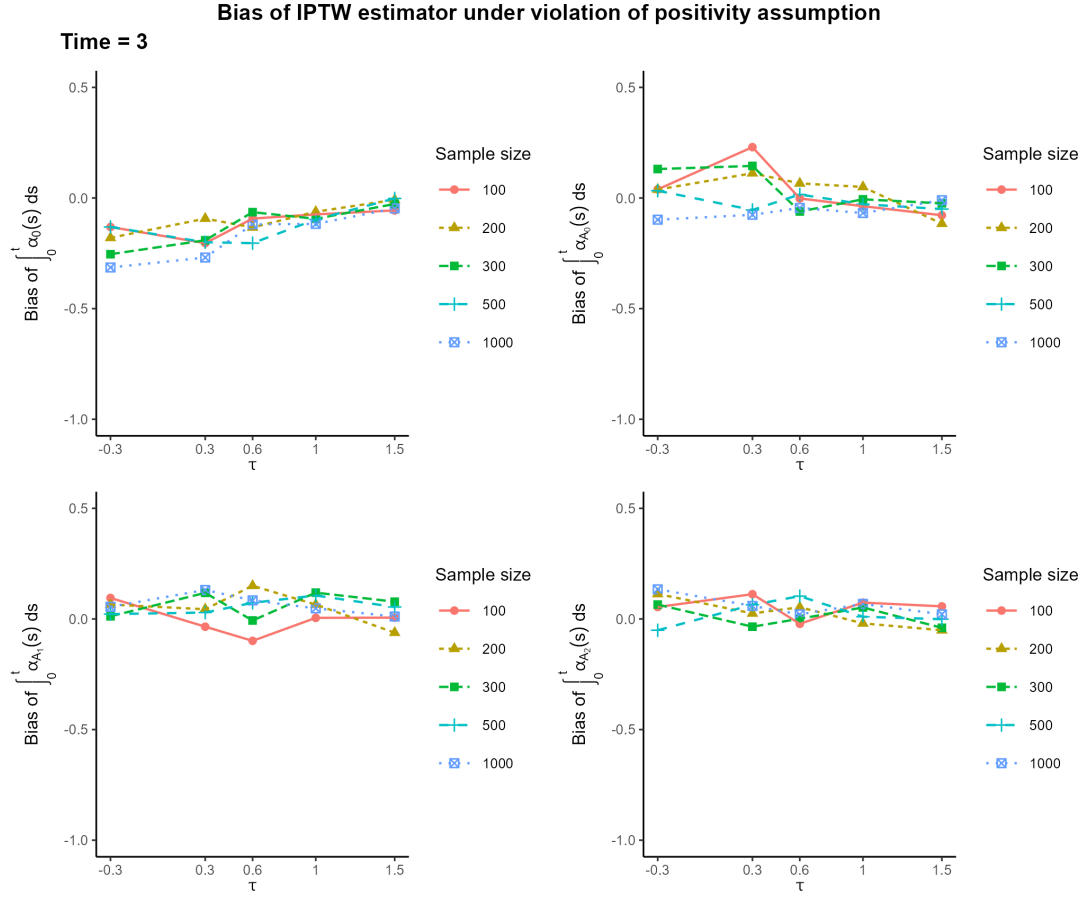 Bias of IPTW estimator under violation of positivity assumption
Time = 3
Bias of ∫₀ᵗ α₀(s) ds
0.5
0.0
-0.5
-1.0
-0.3 0.3 0.6 1 1.5
τ
Sample size
100
200
300
500
1000
Bias of ∫₀ᵗ α_A₀(s) ds
0.5
0.0
-0.5
-1.0
-0.3 0.3 0.6 1 1.5
τ
Sample size
100
200
300
500
1000
Bias of ∫₀ᵗ α_A₁(s) ds
0.5
0.0
-0.5
-1.0
-0.3 0.3 0.6 1 1.5
τ
Sample size
100
200
300
500
1000
Bias of ∫₀ᵗ α_A₂(s) ds
0.5
0.0
-0.5
-1.0
-0.3 0.3 0.6 1 1.5
τ
Sample size
100
200
300
500
1000